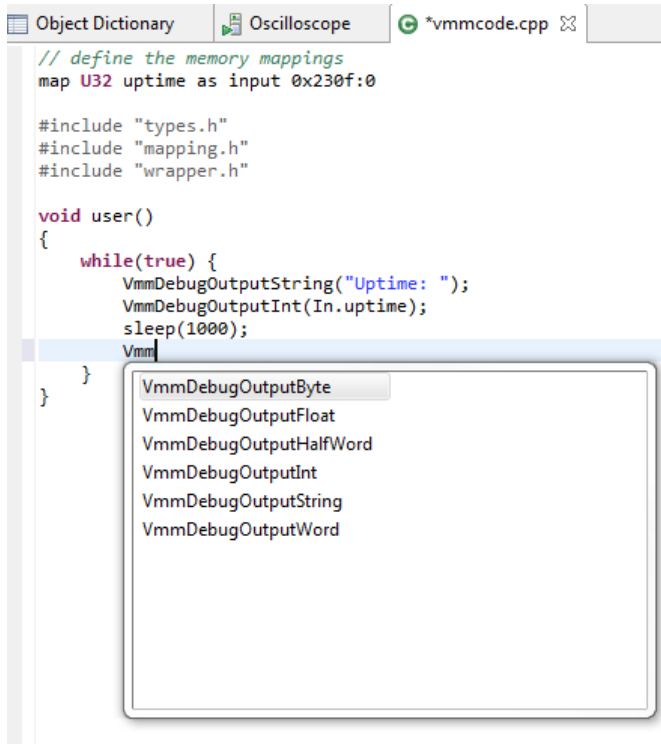 Object Dictionary Oscilloscope *vmmcode.cpp
// define the memory mappings
map U32 uptime as input 0x230f:0
#include "types.h"
#include "mapping.h"
#include "wrapper.h"
void user()
{
while(true) {
VmmDebugOutputString("Uptime: ");
VmmDebugOutputInt(In.uptime);
sleep(1000);
Vmm
}
}
VmmDebugOutputByte
VmmDebugOutputFloat
VmmDebugOutputHalfWord
VmmDebugOutputInt
VmmDebugOutputString
VmmDebugOutputWord